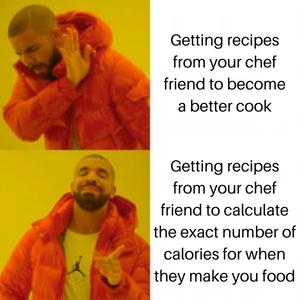 Getting recipes
from your chef
friend to become
a better cook
Getting recipes
from your chef
friend to calculate
the exact number of
calories for when
they make you food